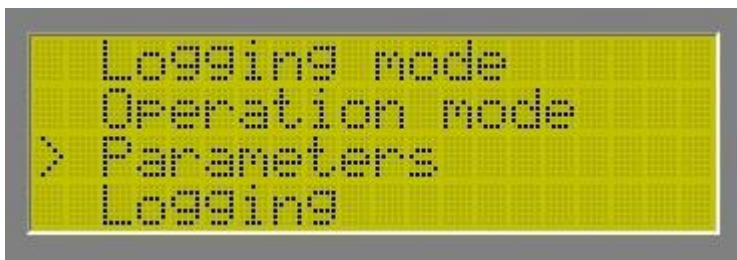 Logging mode
Operation mode
> Parameters
Logging